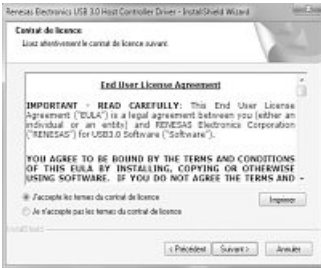 Renesas Electronics USB 3.0 Host Controller Driver - InstallShield Wizard
Contrat de licence
Lisez attentivement le contrat de licence suivant.
End User License Agreement
IMPORTANT - READ CAREFULLY: This End User License
Agreement ("EULA") is a legal agreement between you (either an
individual or an entity) and RENESAS Electronics Corporation
("RENESAS") for USB3.0 Software ("Software").
YOU AGREE TO BE BOUND BY THE TERMS AND CONDITIONS
OF THIS EULA BY INSTALLING, COPYING OR OTHERWISE
USING SOFTWARE. IF YOU DO NOT AGREE THE TERMS AND
J'accepte les termes du contrat de licence
Imprimer
Je n'accepte pas les termes du contrat de licence
InstallShield
< Précédent
Suivant >
Annuler